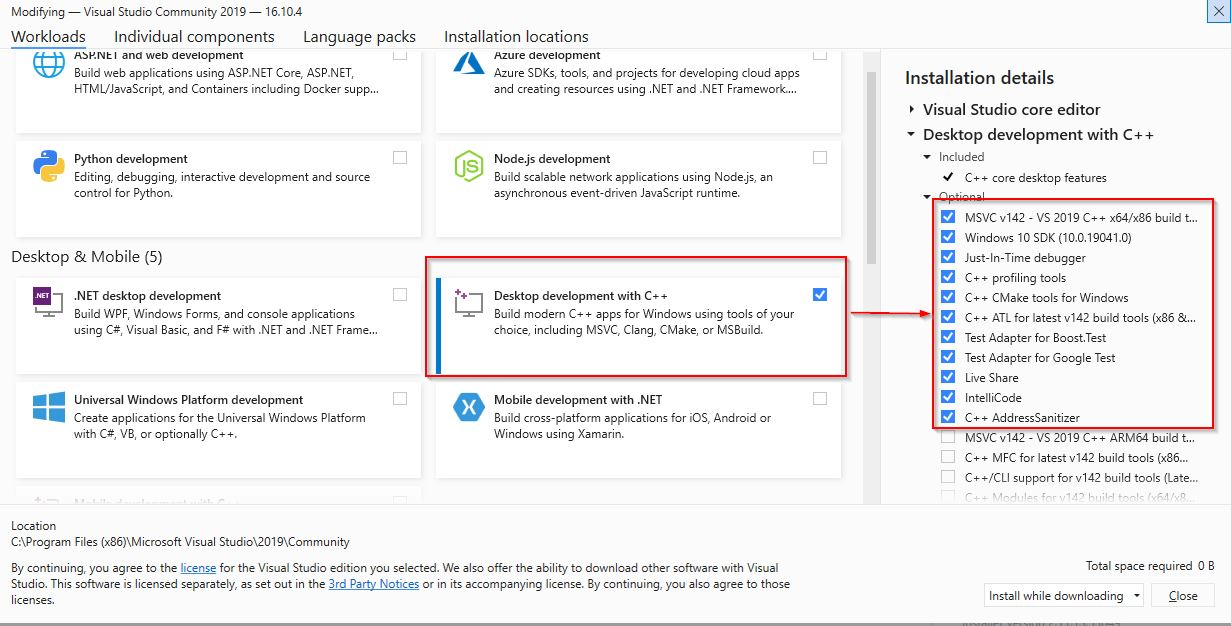 Modifying — Visual Studio Community 2019 — 16.10.4
Workloads
Individual components
Language packs
Installation locations
ASP.NET and web development
Build web applications using ASP.NET Core, ASP.NET,
HTML/JavaScript, and Containers including Docker supp...
Azure development
Azure SDKs, tools, and projects for developing cloud apps
and creating resources using .NET and .NET Framework....
Python development
Editing, debugging, interactive development and source
control for Python.
JS
Node.js development
Build scalable network applications using Node.js, an
asynchronous event-driven JavaScript runtime.
Desktop & Mobile (5)
.NET
.NET desktop development
Build WPF, Windows Forms, and console applications
using C#, Visual Basic, and F# with .NET and .NET Frame...
Desktop development with C++
Build modern C++ apps for Windows using tools of your
choice, including MSVC, Clang, CMake, or MSBuild.
Universal Windows Platform development
Create applications for the Universal Windows Platform
with C#, VB, or optionally C++.
Mobile development with .NET
Build cross-platform applications for iOS, Android or
Windows using Xamarin.
Mobile development with C++
Installation details
Visual Studio core editor
Desktop development with C++
Included
C++ core desktop features
Optional
MSVC v142 - VS 2019 C++ x64/x86 build t...
Windows 10 SDK (10.0.19041.0)
Just-In-Time debugger
C++ profiling tools
C++ CMake tools for Windows
C++ ATL for latest v142 build tools (x86 &...
Test Adapter for Boost.Test
Test Adapter for Google Test
Live Share
IntelliCode
C++ AddressSanitizer
MSVC v142 - VS 2019 C++ ARM64 build t...
C++ MFC for latest v142 build tools (x86...
C++/CLI support for v142 build tools (Late...
C++ Modules for v142 build tools (x64/x8...
Location
C:\Program Files (x86)\Microsoft Visual Studio\2019\Community
By continuing, you agree to the license for the Visual Studio edition you selected. We also offer the ability to download other software with Visual
Studio. This software is licensed separately, as set out in the 3rd Party Notices or in its accompanying license. By continuing, you also agree to those
licenses.
Total space required 0 B
Install while downloading
Close